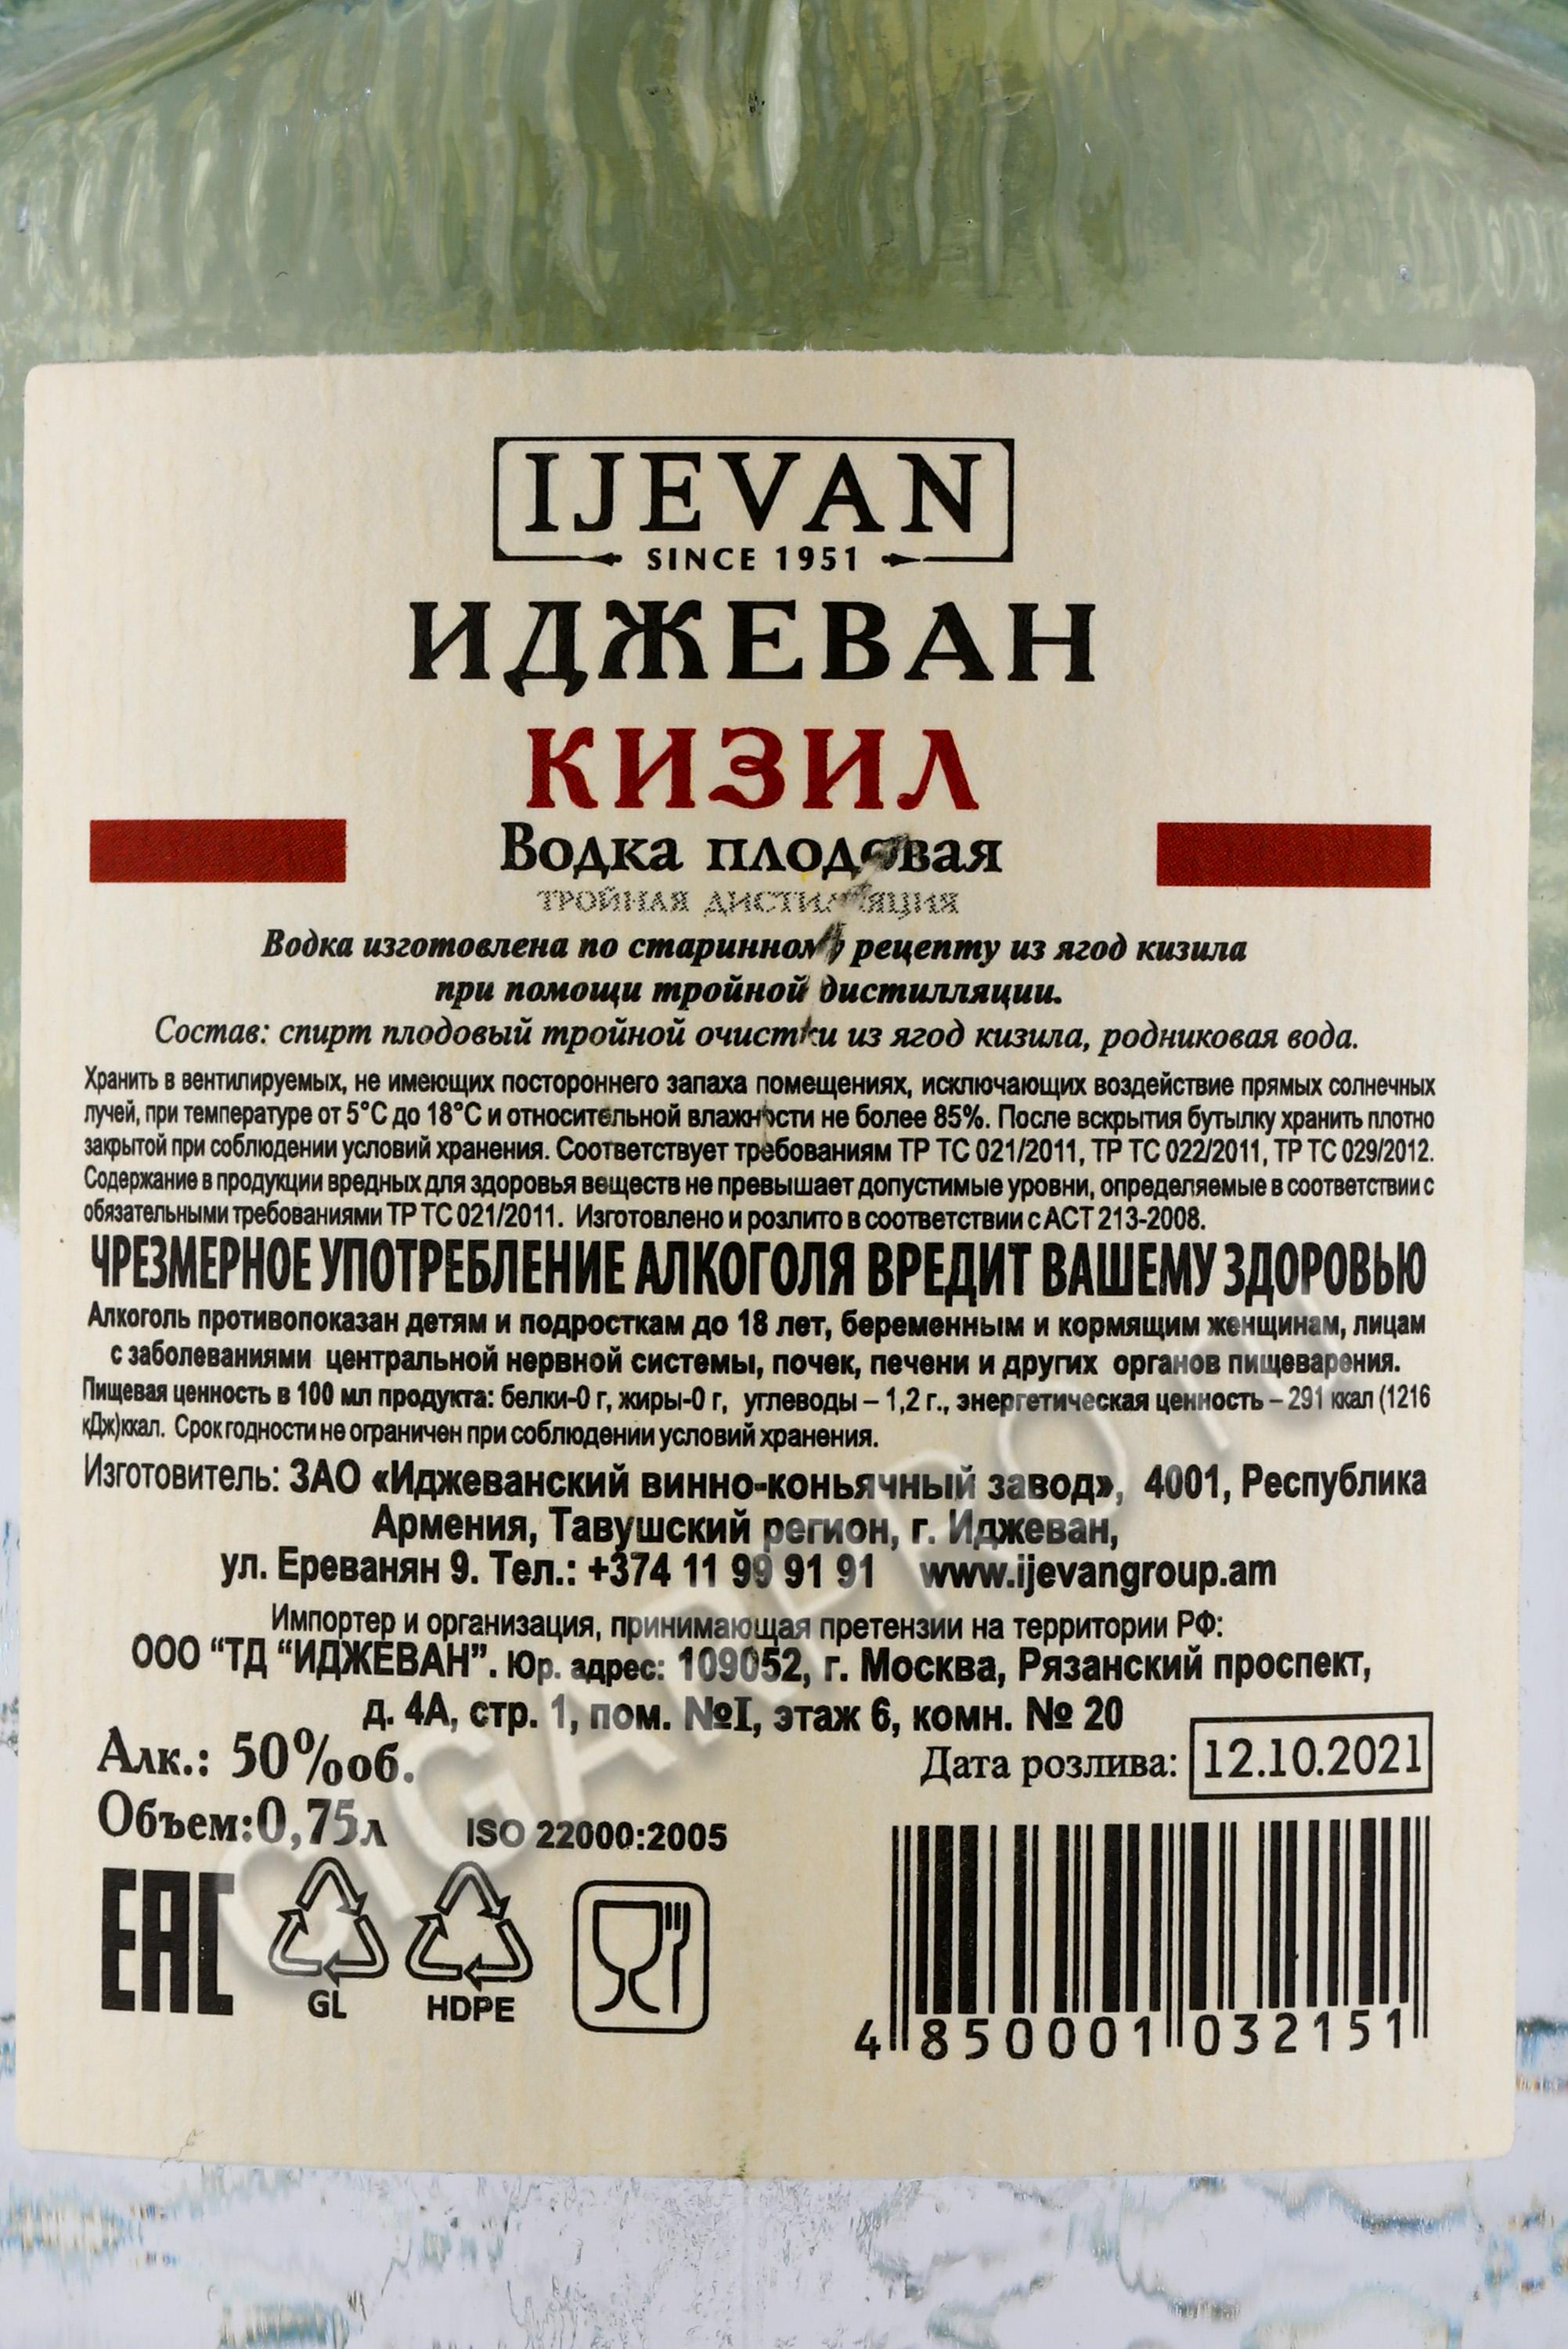 IJEVAN
SINCE 1951
ИДЖЕВАН
КИЗИЛ
Водка плодовая
ТРОЙНАЯ ДИСТИЛЛЯЦИЯ
Водка изготовлена по старинному рецепту из ягод кизила
при помощи тройной дистилляции.
Состав: спирт плодовый тройной очистки из ягод кизила, родниковая вода.
Хранить в вентилируемых, не имеющих постороннего запаха помещениях, исключающих воздействие прямых солнечных
лучей, при температуре от 5°С до 18°С и относительной влажности не более 85%. После вскрытия бутылку хранить плотно
закрытой при соблюдении условий хранения. Соответствует требованиям ТР ТС 021/2011, ТР ТС 022/2011, ТР ТС 029/2012.
Содержание в продукции вредных для здоровья веществ не превышает допустимые уровни, определяемые в соответствии с
обязательными требованиями ТР ТС 021/2011. Изготовлено и розлито в соответствии с АСТ 213-2008.
ЧРЕЗМЕРНОЕ УПОТРЕБЛЕНИЕ АЛКОГОЛЯ ВРЕДИТ ВАШЕМУ ЗДОРОВЬЮ
Алкоголь противопоказан детям и подросткам до 18 лет, беременным и кормящим женщинам, лицам
с заболеваниями центральной нервной системы, почек, печени и других органов пищеварения.
Пищевая ценность в 100 мл продукта: белки-0 г, жиры-0 г, углеводы – 1,2 г., энергетическая ценность – 291 ккал (1216
кДж)ккал. Срок годности не ограничен при соблюдении условий хранения.
Изготовитель: ЗАО «Иджеванский винно-коньячный завод», 4001, Республика
Армения, Тавушский регион, г. Иджеван,
ул. Ереванян 9. Тел.: +374 11 99 91 91 www.ijevangroup.am
Импортер и организация, принимающая претензии на территории РФ:
ООО “ТД “ИДЖЕВАН”. Юр. адрес: 109052, г. Москва, Рязанский проспект,
д. 4А, стр. 1, пом. №I, этаж 6, комн. № 20
Алк.: 50%об.
Дата розлива: 12.10.2021
Объем:0,75л
ISO 22000:2005
EAC
GL
HDPE
4 850001 032151
CIGARPOT